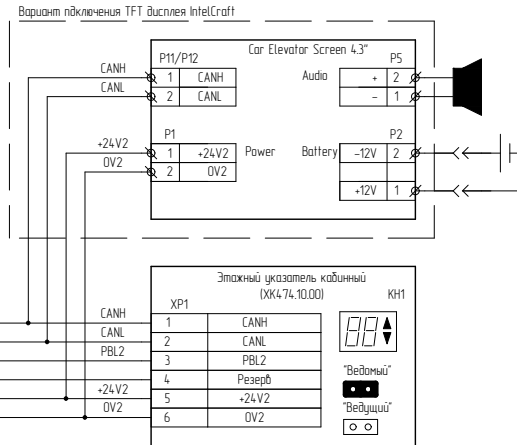 Вариант пдключения TFT дисплея IntelCraft
Car Elevator Screen 4.3"
P11/P12
CANH 1 CANH
CANL 2 CANL
Audio
P5
+ 2
- 1
P1
+24V2 1 +24V2
0V2 2 0V2
Power
Battery
P2
-12V 2
+12V 1
Этажный указатель кабинный
(ХК474.10.00)
КН1
XP1
CANH 1 CANH
CANL 2 CANL
PBL2 3 PBL2
4 Резерв
+24V2 5 +24V2
0V2 6 0V2
"Ведомый"
"Ведущий"